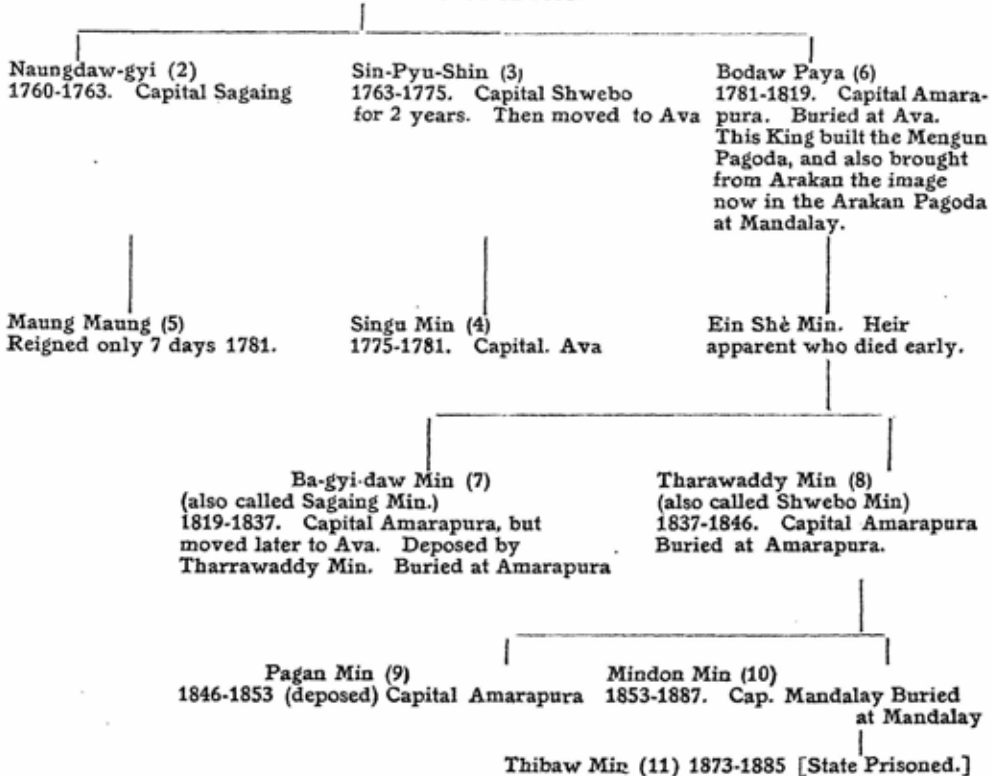 Naungdaw-gyi (2)
1760-1763. Capital Sagaing
Sin-Pyu-Shin (3)
1763-1775. Capital Shwebo
for 2 years. Then moved to Ava
Bodaw Paya (6)
1781-1819. Capital Amara-
pura. Buried at Ava.
This King built the Mengun
Pagoda, and also brought
from Arakan the image
now in the Arakan Pagoda
at Mandalay.
Maung Maung (5)
Reigned only 7 days 1781.
Singu Min (4)
1775-1781. Capital. Ava
Ein Shè Min. Heir
apparent who died early.
Ba-gyi-daw Min (7)
(also called Sagaing Min.)
1819-1837. Capital Amarapura, but
moved later to Ava. Deposed by
Tharrawaddy Min. Buried at Amarapura
Tharawaddy Min (8)
(also called Shwebo Min)
1837-1846. Capital Amarapura
Buried at Amarapura.
Pagan Min (9)
1846-1853 (deposed) Capital Amarapura
Mindon Min (10)
1853-1887. Cap. Mandalay Buried
at Mandalay
Thibaw Min (11) 1873-1885 [State Prisoned.]